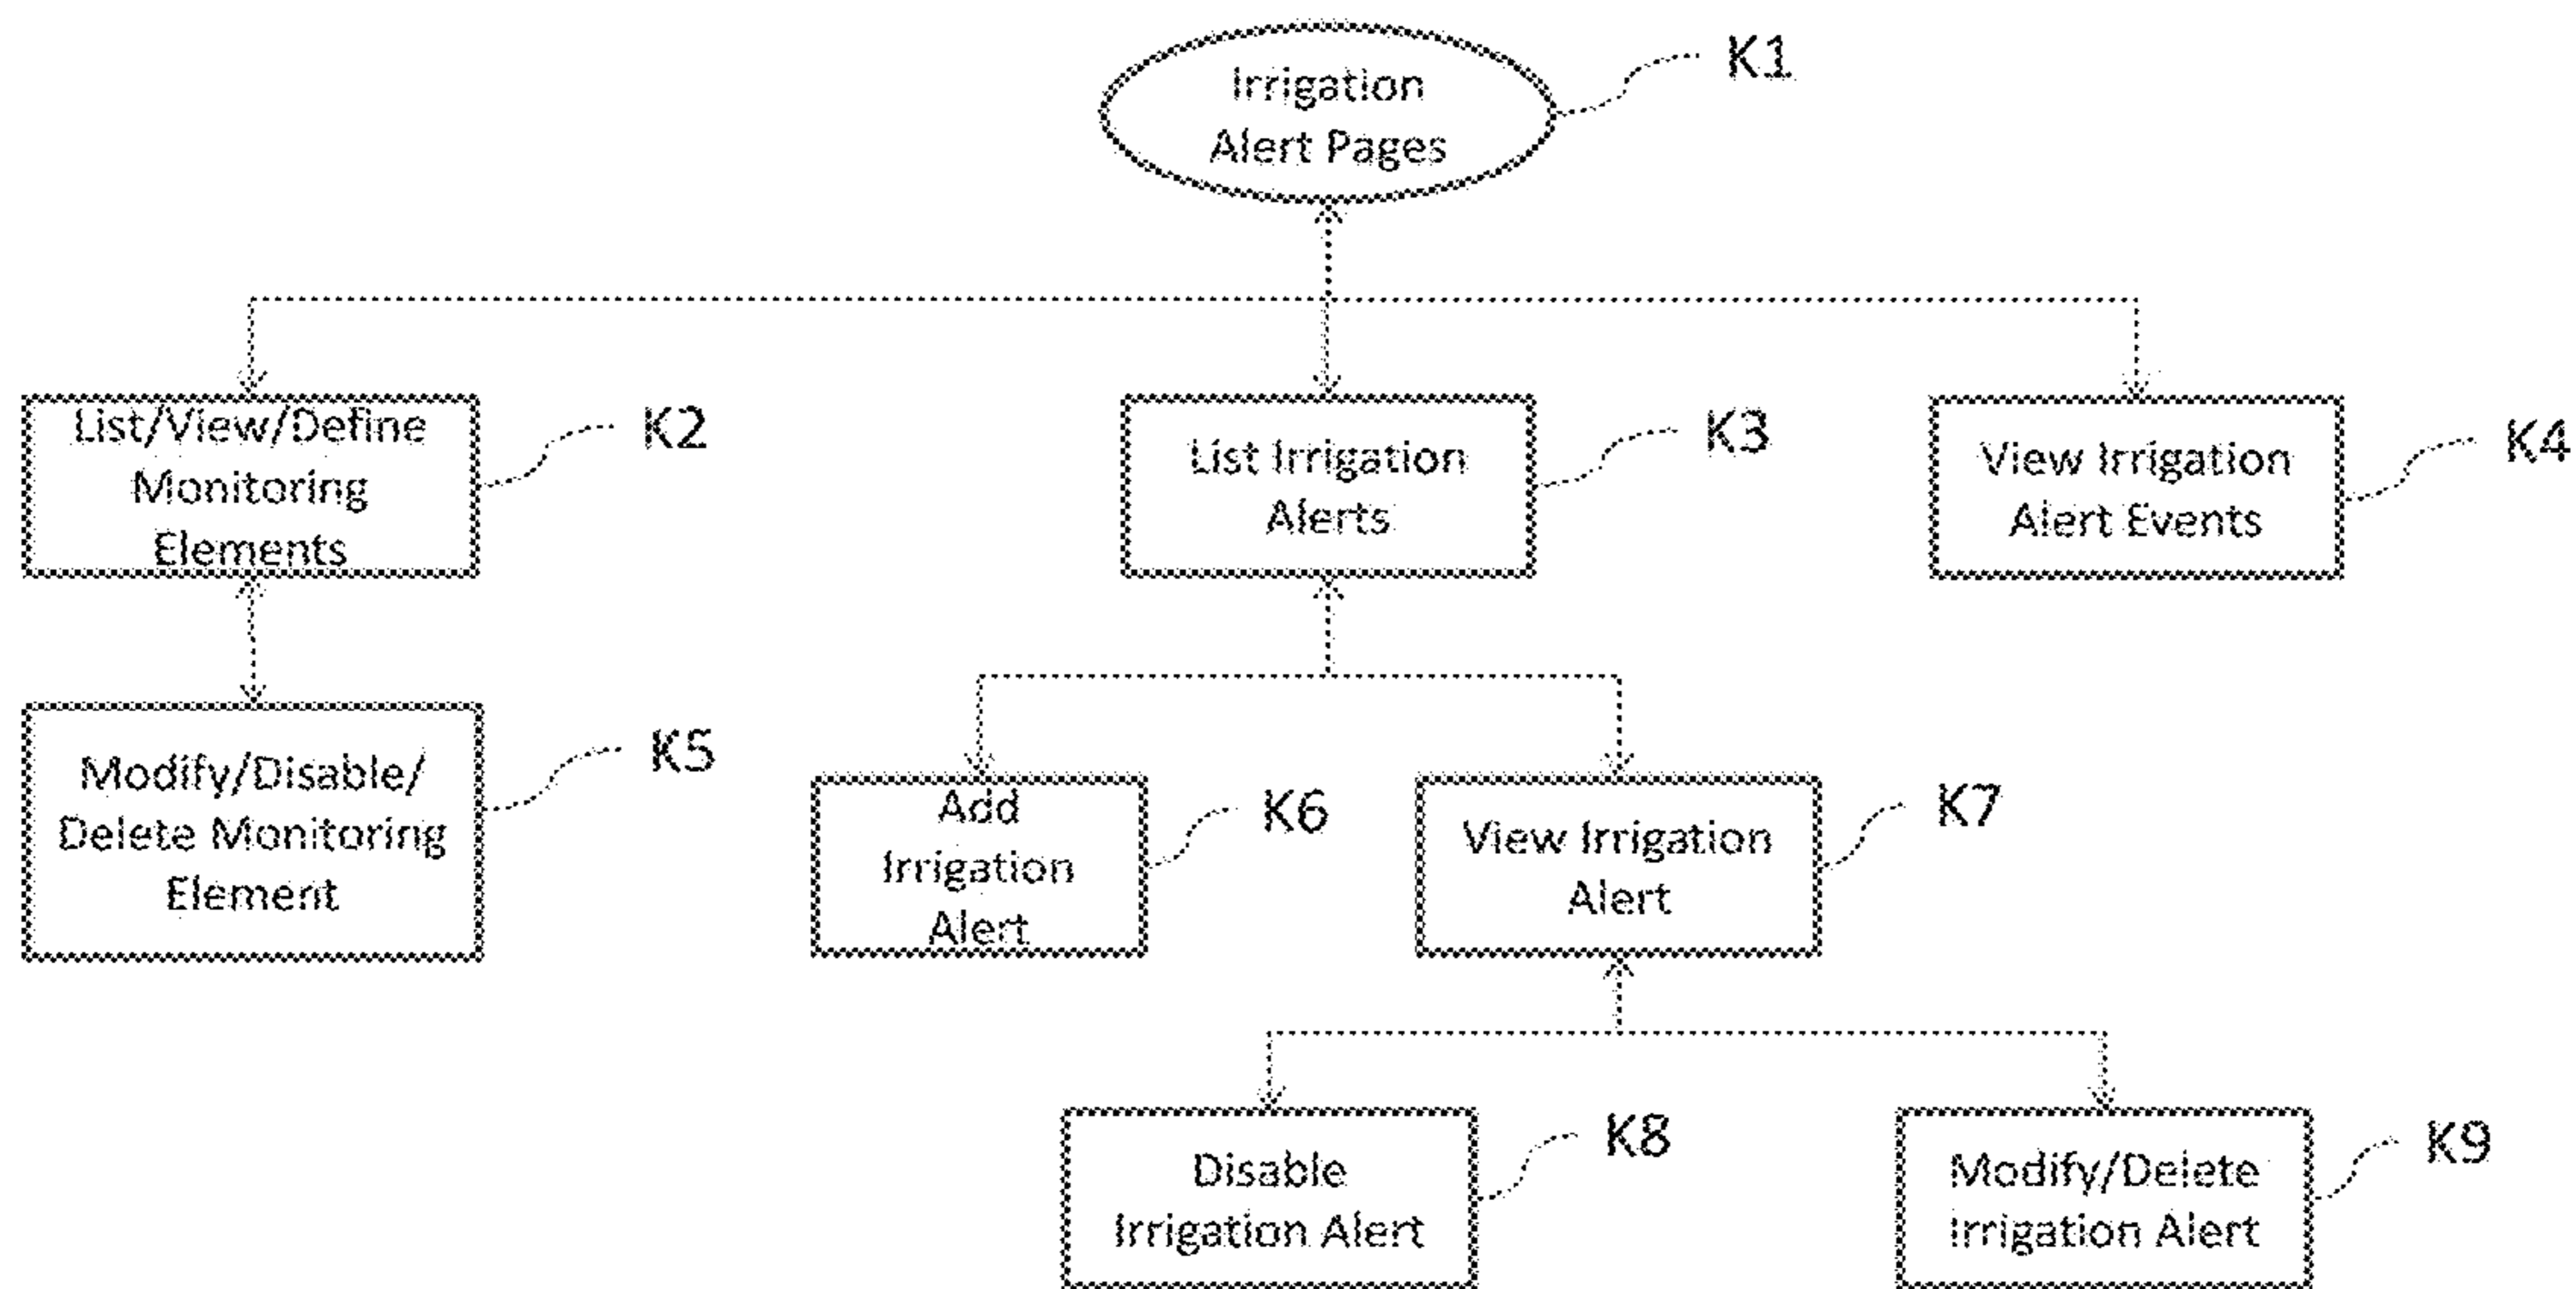 Irrigation
Alert Pages
K1
List/View/Define
Monitoring
Elements
K2
List Irrigation
Alerts
K3
View Irrigation
Alert Events
K4
Modify/Disable/
Delete Monitoring
Element
K5
Add
Irrigation
Alert
K6
View Irrigation
Alert
K7
Disable
Irrigation Alert
K8
Modify/Delete
Irrigation Alert
K9